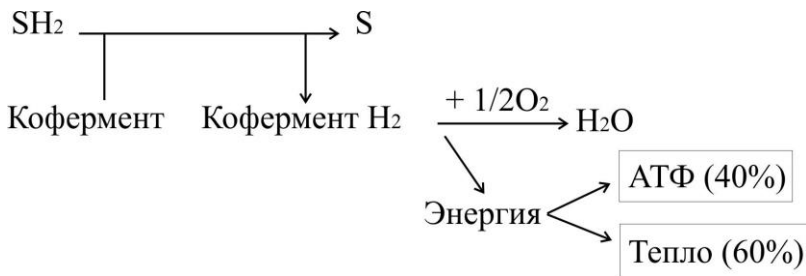 SH2 S
Кофермент Кофермент H2 + 1/2O2 H2O
Энергия
АТФ (40%)
Тепло (60%)